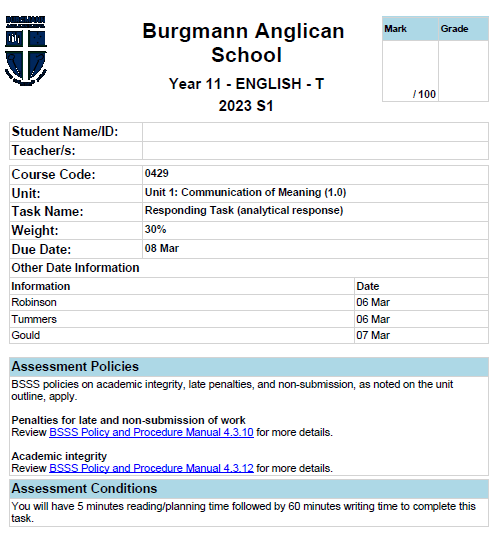 BURGMANN
Burgmann Anglican
School
Year 11 - ENGLISH - T
2023 S1
Mark Grade
/ 100
Student Name/ID:
Teacher/s:
Course Code: 0429
Unit: Unit 1: Communication of Meaning (1.0)
Task Name: Responding Task (analytical response)
Weight: 30%
Due Date: 08 Mar
Other Date Information
Information Date
Robinson 06 Mar
Tummers 06 Mar
Gould 07 Mar
Assessment Policies
BSSS policies on academic integrity, late penalties, and non-submission, as noted on the unit
outline, apply.
Penalties for late and non-submission of work
Review BSSS Policy and Procedure Manual 4.3.10 for more details.
Academic integrity
Review BSSS Policy and Procedure Manual 4.3.12 for more details.
Assessment Conditions
You will have 5 minutes reading/planning time followed by 60 minutes writing time to complete this
task.